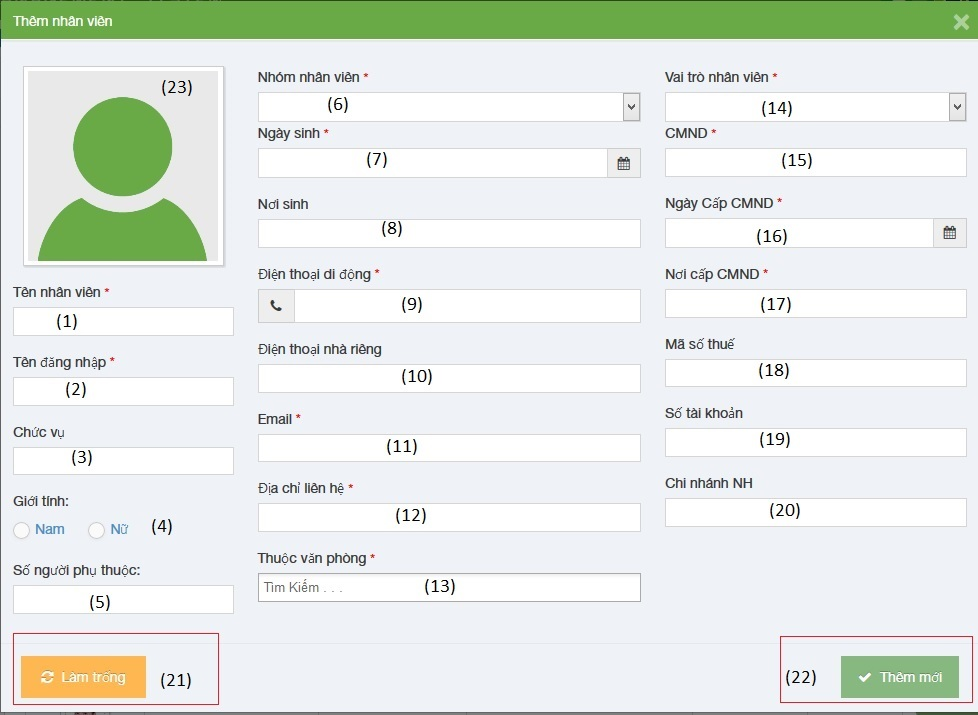 Thêm nhân viên
(23)
Tên nhân viên *
(1)
Tên đăng nhập *
(2)
Chức vụ
(3)
Giới tính:
Nam Nữ (4)
Số người phụ thuộc:
(5)
Nhóm nhân viên *
(6)
Ngày sinh *
(7)
Nơi sinh
(8)
Điện thoại di động *
(9)
Điện thoại nhà riêng
(10)
Email *
(11)
Địa chỉ liên hệ *
(12)
Thuộc văn phòng *
Tìm Kiếm . . . (13)
Vai trò nhân viên *
(14)
CMND *
(15)
Ngày Cấp CMND *
(16)
Nơi cấp CMND *
(17)
Mã số thuế
(18)
Số tài khoản
(19)
Chi nhánh NH
(20)
Làm trống (21)
(22) Thêm mới